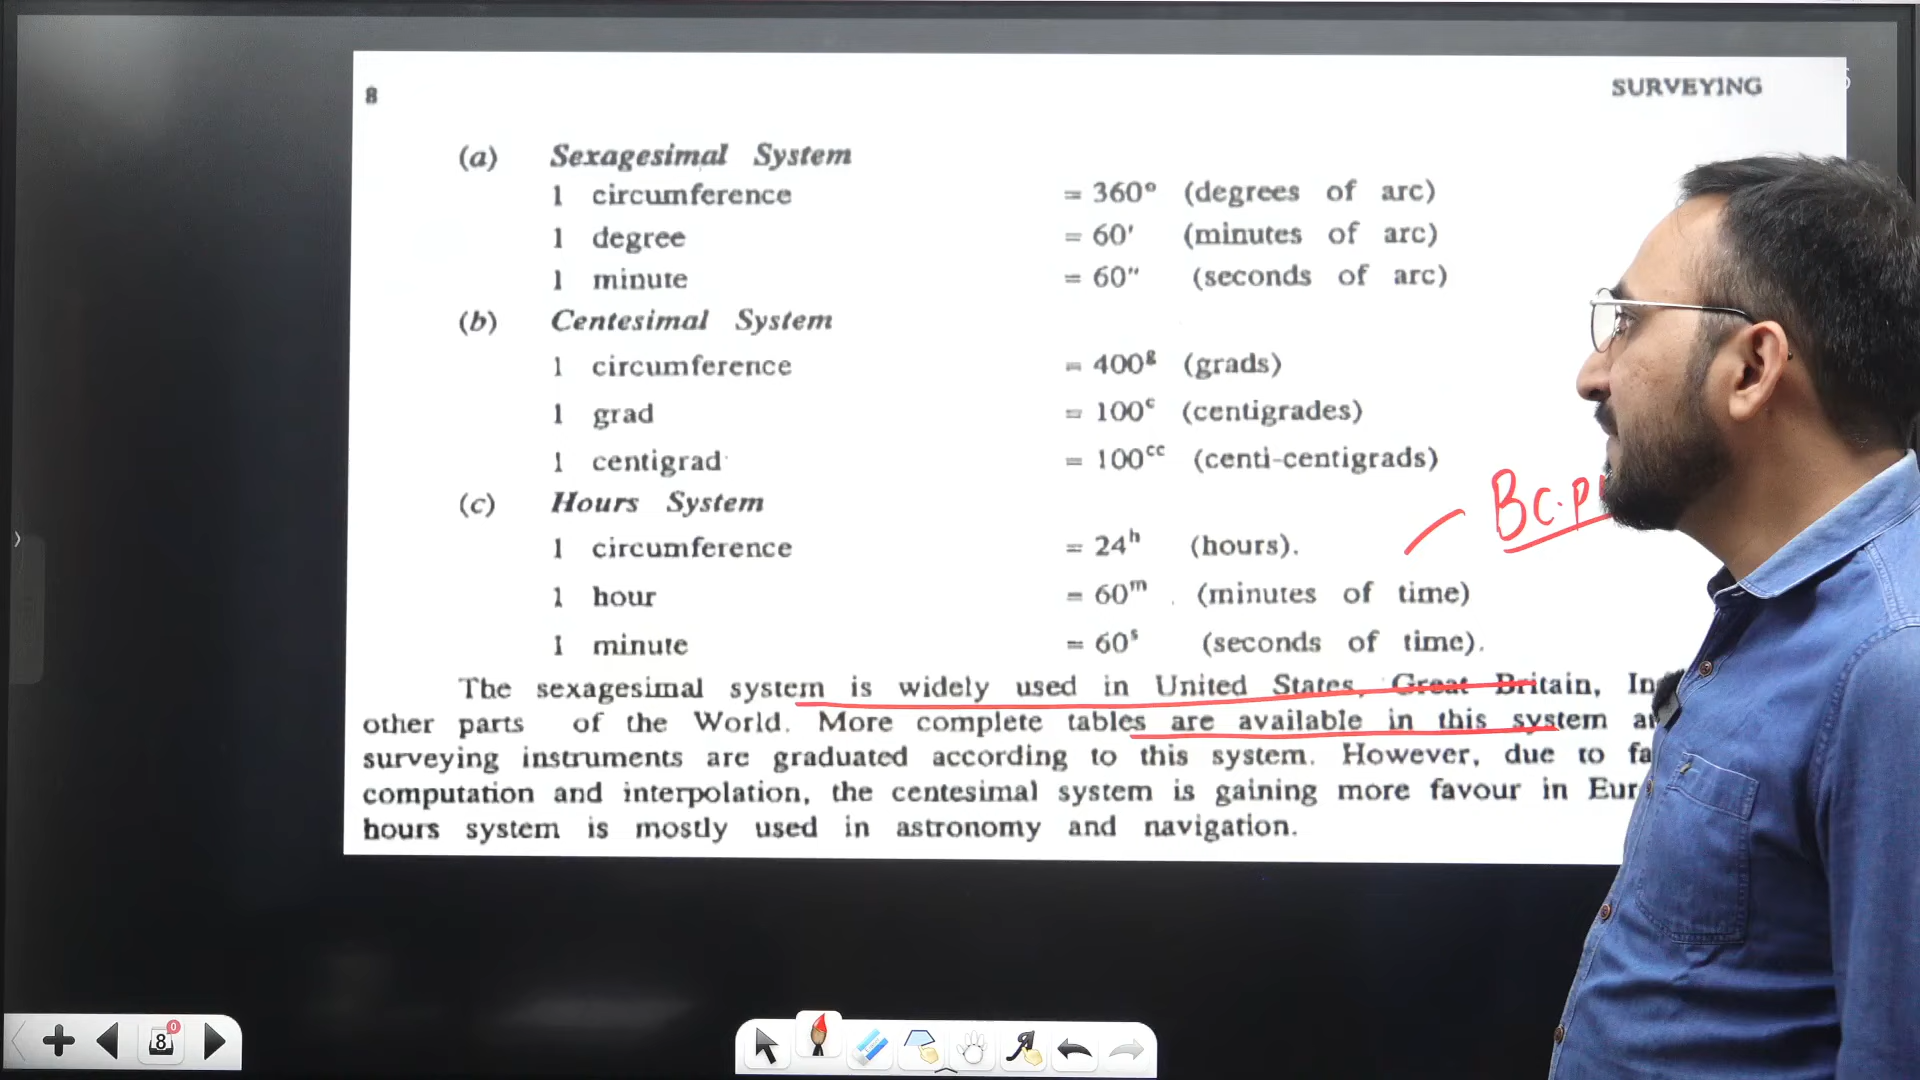 8 SURVEYING
(a) Sexagesimal System
1 circumference = 360° (degrees of arc)
1 degree = 60′ (minutes of arc)
1 minute = 60″ (seconds of arc)
(b) Centesimal System
1 circumference = 400ᵍ (grads)
1 grad = 100ᶜ (centigrades)
1 centigrad = 100ᶜᶜ (centi-centigrads)
(c) Hours System
1 circumference = 24ʰ (hours).
1 hour = 60ᵐ (minutes of time)
1 minute = 60ˢ (seconds of time).
The sexagesimal system is widely used in United States, Great Britain,
other parts of the World. More complete tables are available in this system
surveying instruments are graduated according to this system. However, due to
computation and interpolation, the centesimal system is gaining more favour in
hours system is mostly used in astronomy and navigation.
8 0